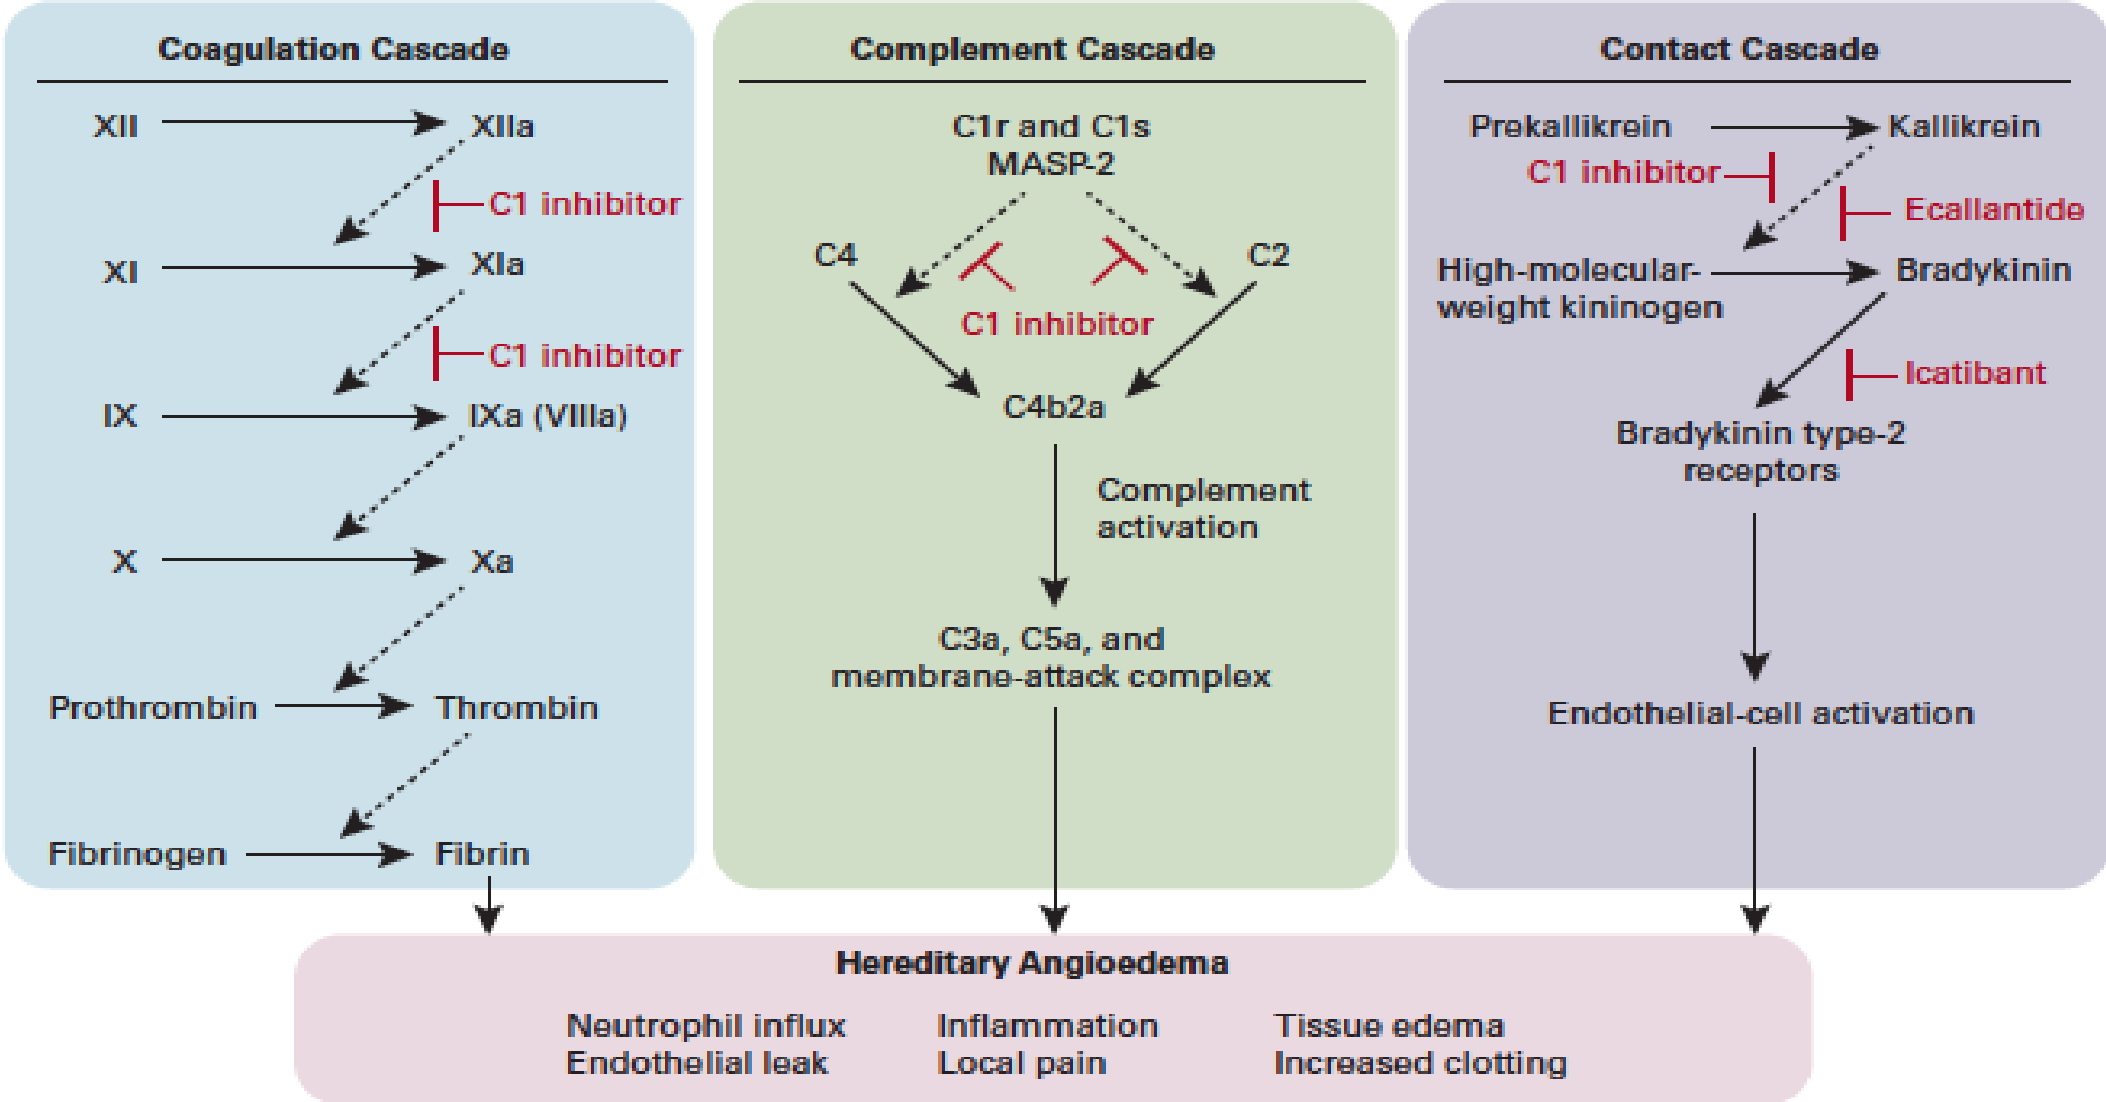 Coagulation Cascade
XII
XIIa
C1 inhibitor
XI
XIa
C1 inhibitor
IX
IXa (VIIIa)
X
Xa
Prothrombin
Thrombin
Fibrinogen
Fibrin
Complement Cascade
C1r and C1s
MASP-2
C4
C2
C1 inhibitor
C4b2a
Complement
activation
C3a, C5a, and
membrane-attack complex
Contact Cascade
Prekallikrein
Kallikrein
C1 inhibitor
Ecallantide
High-molecular-
weight kininogen
Bradykinin
Icatibant
Bradykinin type-2
receptors
Endothelial-cell activation
Hereditary Angioedema
Neutrophil influx
Endothelial leak
Inflammation
Local pain
Tissue edema
Increased clotting